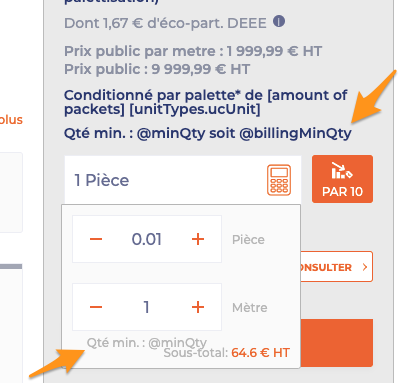 Dont 1,67 € d'éco-part. DEEE
Prix public par metre : 1 999,99 € HT
Prix public : 9 999,99 € HT
Conditionné par palette* de [amount of
packets] [unitTypes.ucUnit]
plus
Qté min. : @minQty soit @billingMinQty
1 Pièce
PAR 10
- 0.01 + Pièce
ONSULTER >
- 1 + Mètre
Qté min. : @minQty
Sous-total: 64.6 € HT